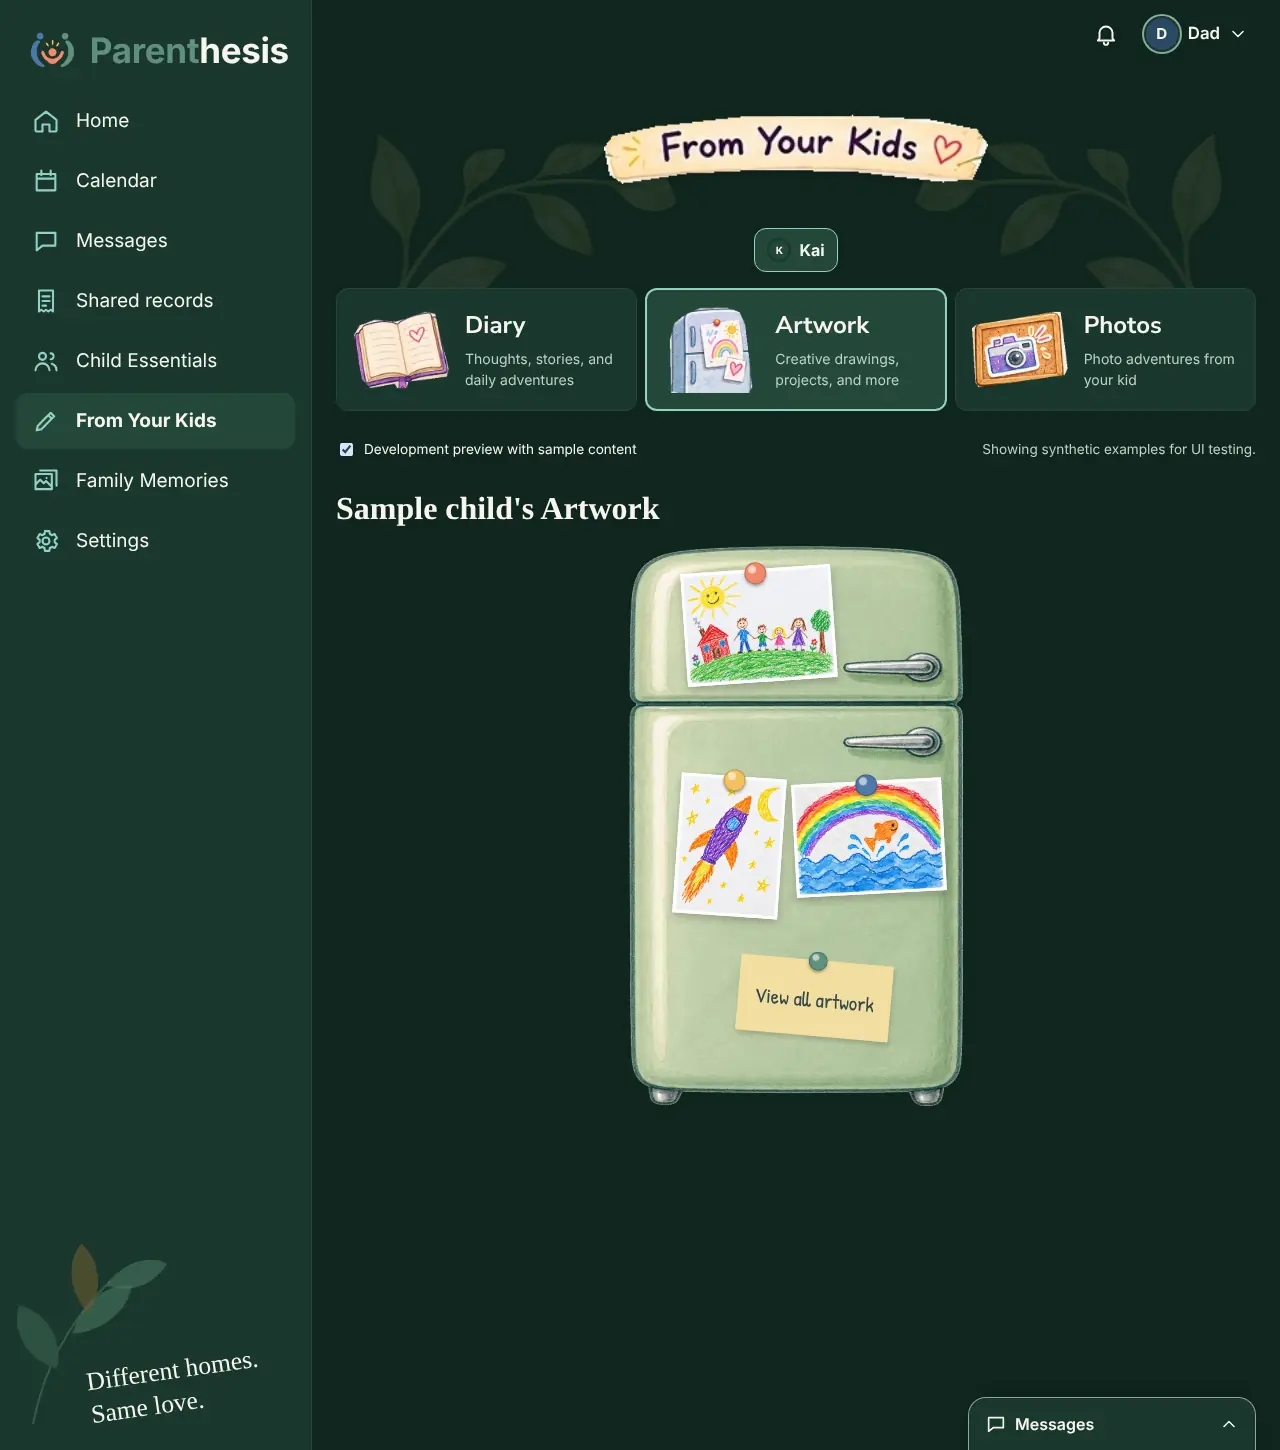 Parenthesis
Dad
D
Home
Calendar
Messages
Shared records
Child Essentials
From Your Kids
Family Memories
Settings
Different homes.
Same love.
From Your Kids
K Kai
Diary
Thoughts, stories, and
daily adventures
Artwork
Creative drawings,
projects, and more
Photos
Photo adventures from
your kid
Development preview with sample content
Showing synthetic examples for UI testing.
Sample child's Artwork
View all artwork
Messages